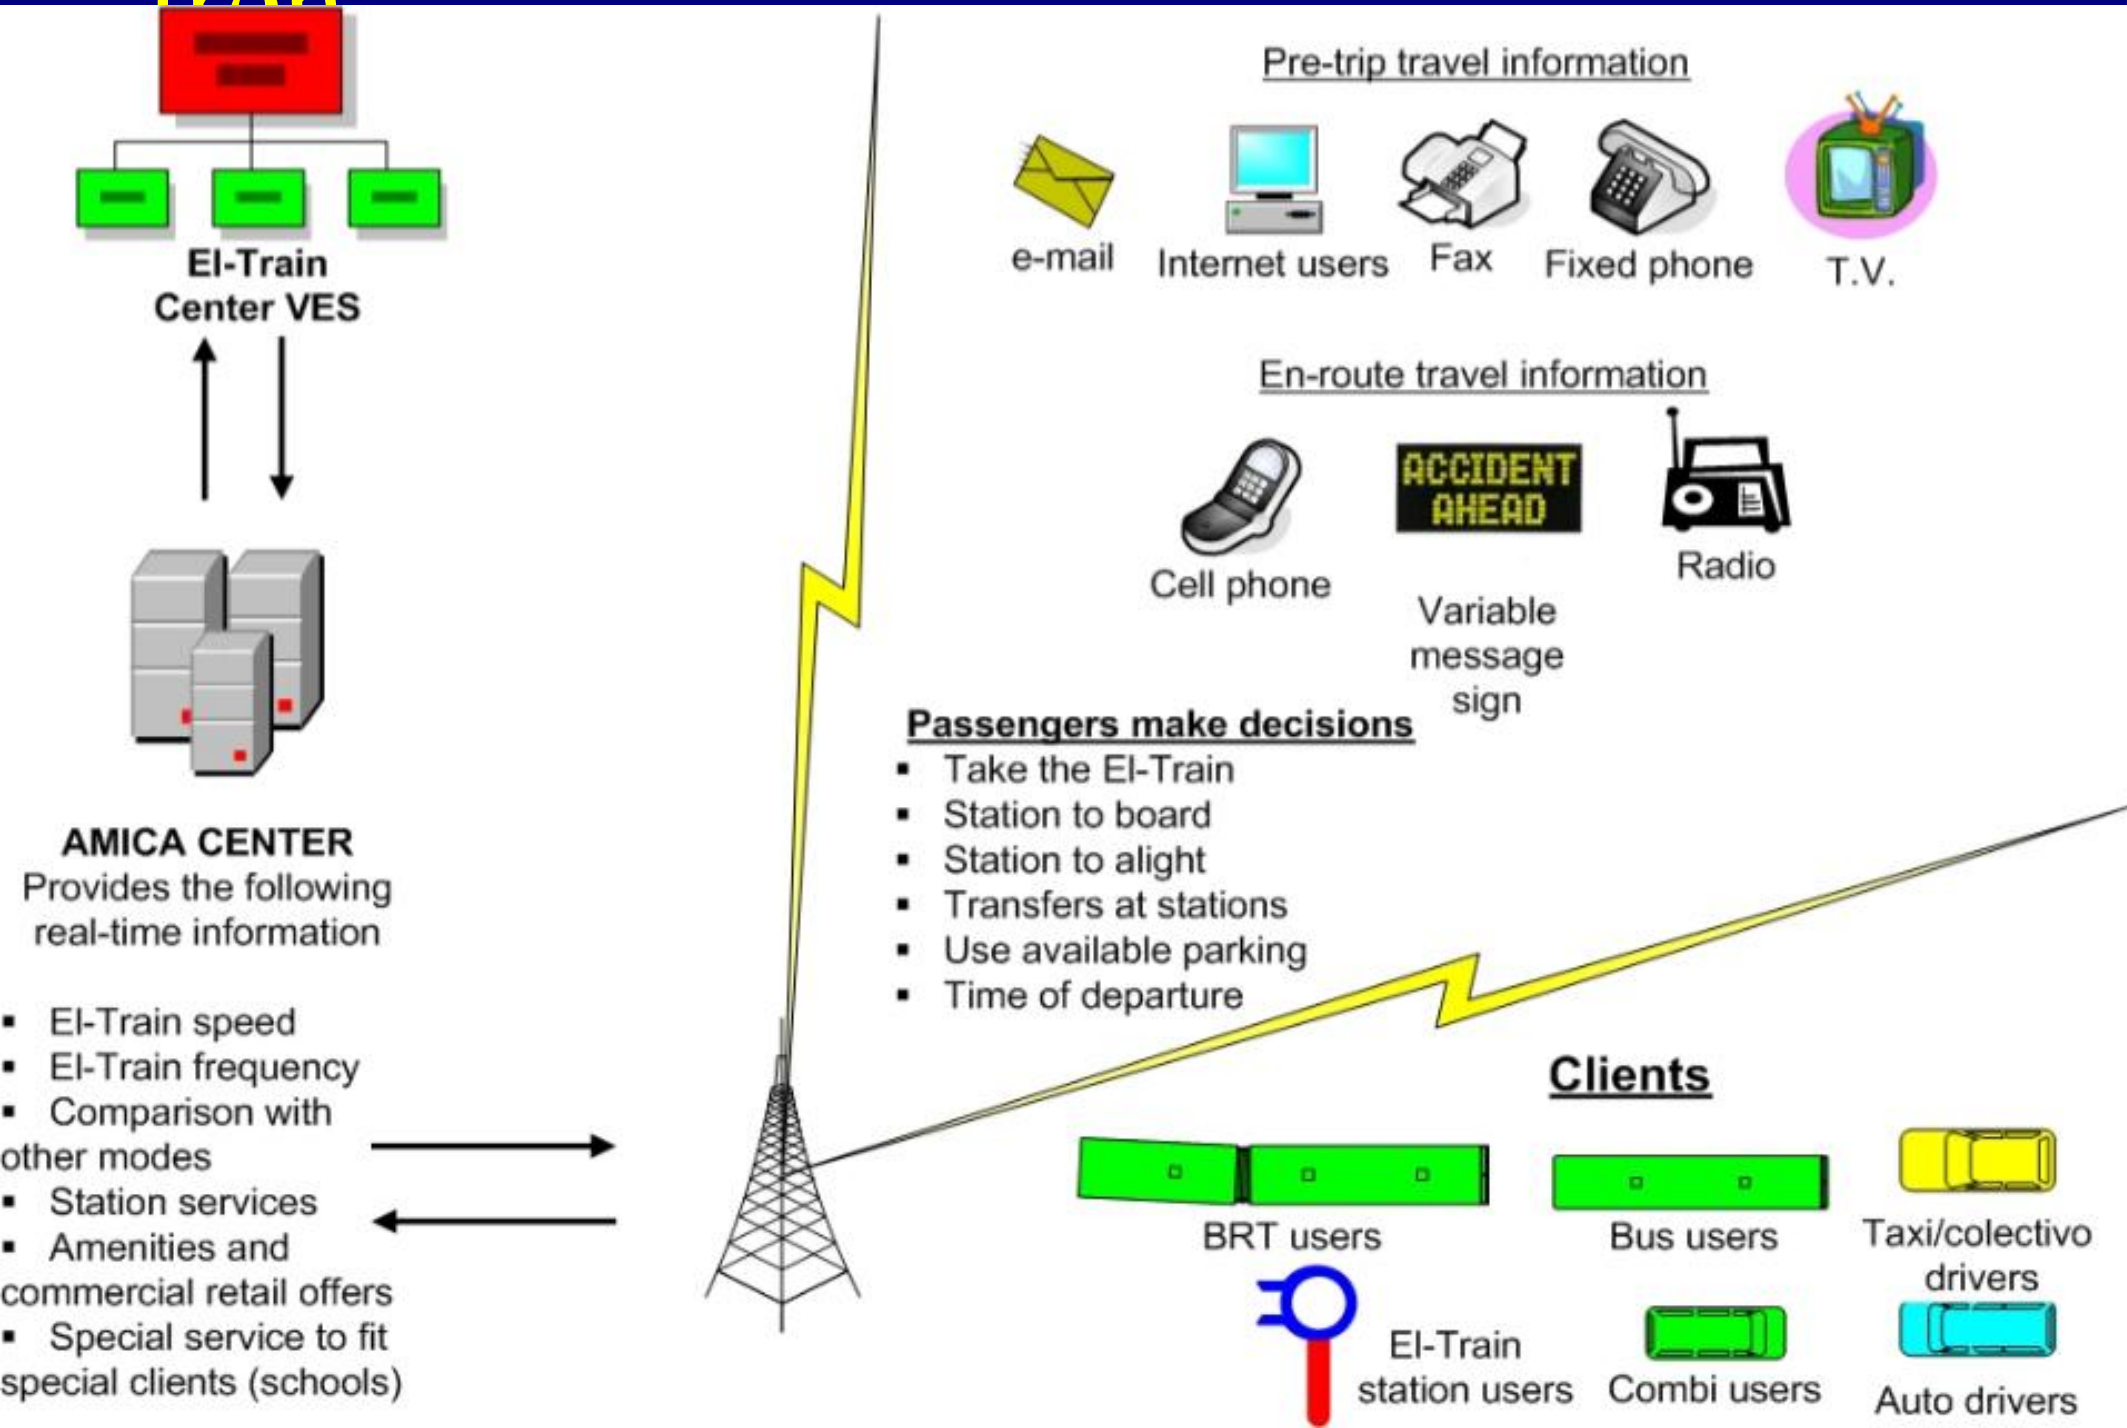 El-Train
Center VES
AMICA CENTER
Provides the following
real-time information
▪ El-Train speed
▪ El-Train frequency
▪ Comparison with
other modes
▪ Station services
▪ Amenities and
commercial retail offers
▪ Special service to fit
special clients (schools)
Pre-trip travel information
e-mail
Internet users
Fax
Fixed phone
T.V.
En-route travel information
Cell phone
ACCIDENT
AHEAD
Variable
message
sign
Radio
Passengers make decisions
▪ Take the El-Train
▪ Station to board
▪ Station to alight
▪ Transfers at stations
▪ Use available parking
▪ Time of departure
Clients
BRT users
Bus users
Taxi/colectivo
drivers
El-Train
station users
Combi users
Auto drivers